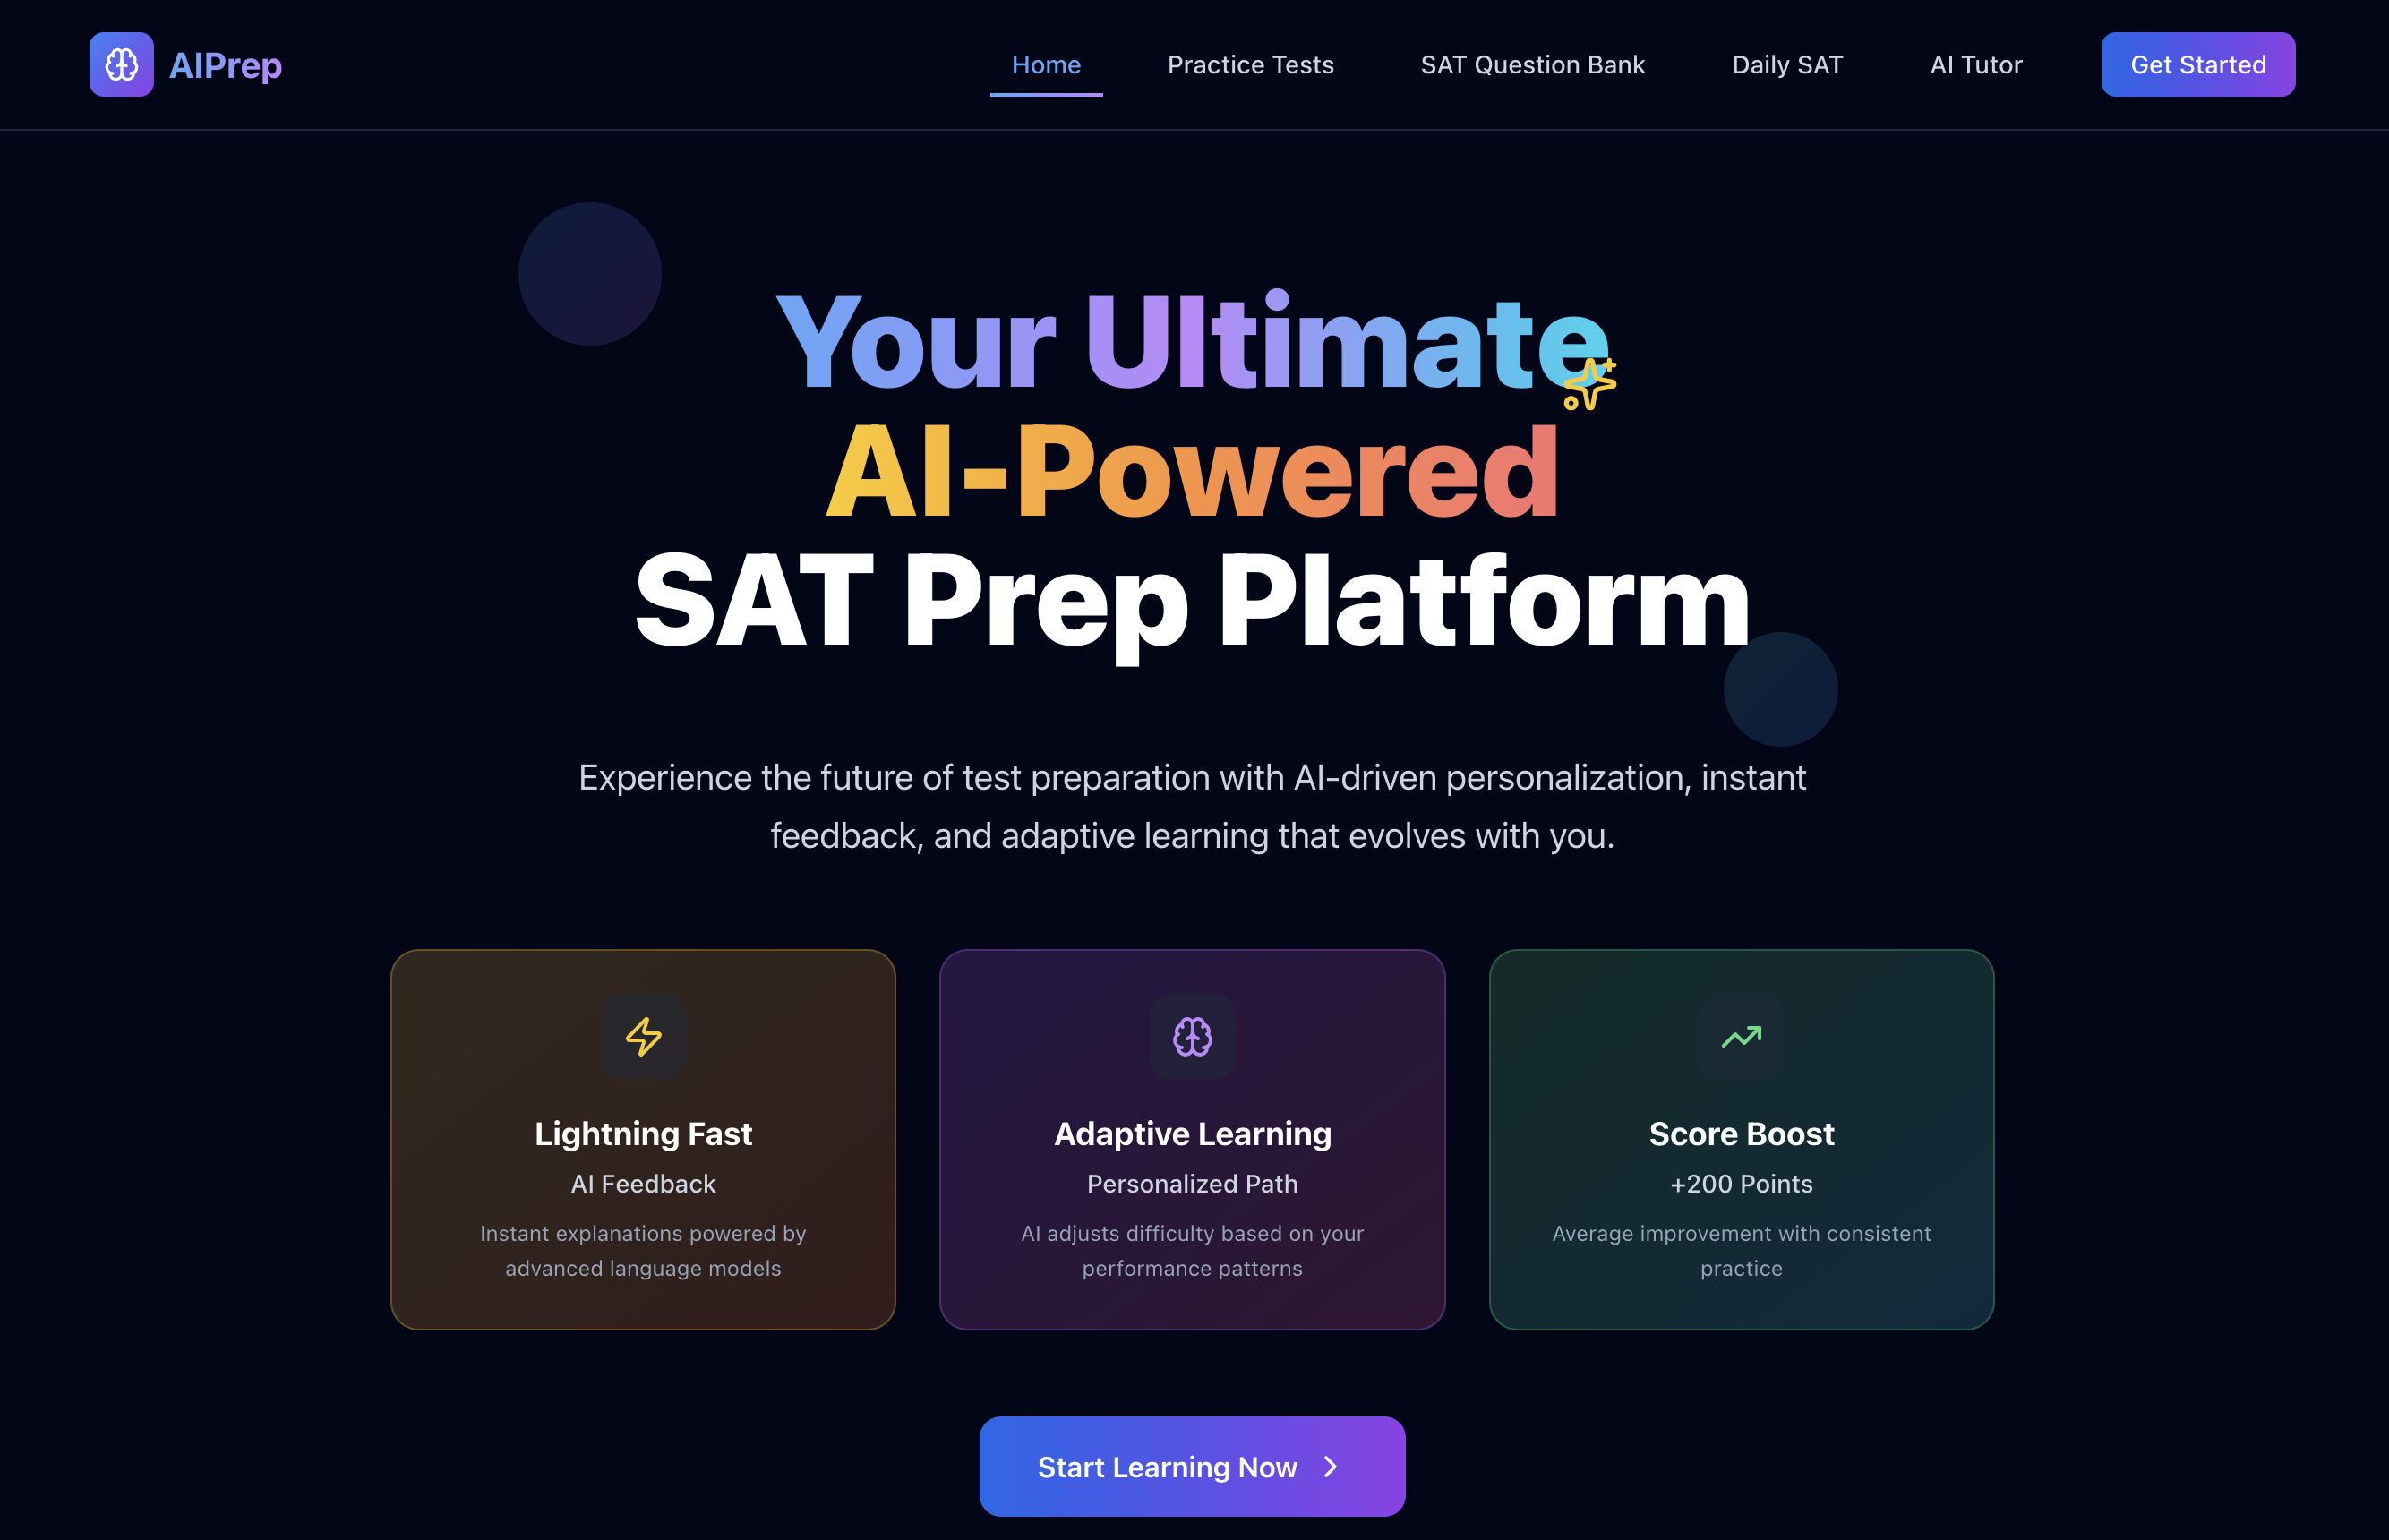 AIPrep
Home
Practice Tests
SAT Question Bank
Daily SAT
AI Tutor
Get Started
Your Ultimate
AI-Powered
SAT Prep Platform
Experience the future of test preparation with AI-driven personalization, instant
feedback, and adaptive learning that evolves with you.
Lightning Fast
AI Feedback
Instant explanations powered by
advanced language models
Adaptive Learning
Personalized Path
AI adjusts difficulty based on your
performance patterns
Score Boost
+200 Points
Average improvement with consistent
practice
Start Learning Now